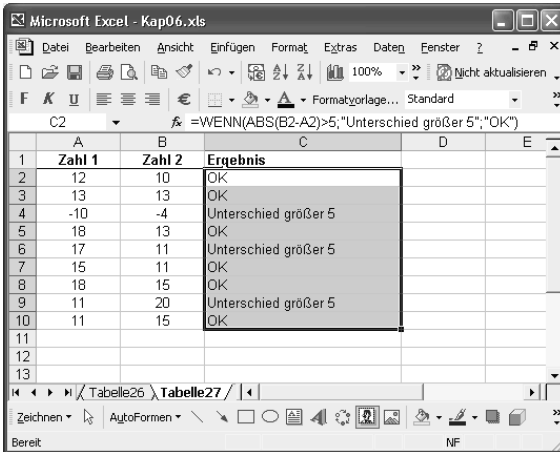 Microsoft Excel - Kap06.xls
Datei Bearbeiten Ansicht Einfügen Format Extras Daten Fenster ?
100% Nicht aktualisieren
F K U € A Formatvorlage... Standard
C2 fx =WENN(ABS(B2-A2)>5;"Unterschied größer 5";"OK")
A B C D E
1 Zahl 1 Zahl 2 Ergebnis
2 12 10 OK
3 13 13 OK
4 -10 -4 Unterschied größer 5
5 18 13 OK
6 17 11 Unterschied größer 5
7 15 11 OK
8 18 15 OK
9 11 20 Unterschied größer 5
10 11 15 OK
11
12
13
Tabelle26 Tabelle27
Zeichnen AutoFormen
Bereit NF